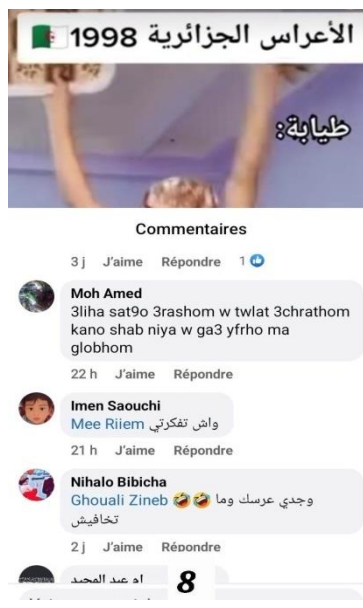 الأعراس الجزائرية 1998 🇩🇿
طيابة:
Commentaires
3 j J'aime Répondre 1
Moh Amed
3liha sat9o 3rashom w twlat 3chrathom
kano shab niya w ga3 yfrho ma
globhom
22 h J'aime Répondre
Imen Saouchi
Mee Riiem واش تفكرتي
21 h J'aime Répondre
Nihalo Bibicha
Ghouali Zineb 🤣🤣 وجدي عرسك وما
تخافيش
2 j J'aime Répondre
ام عبد المجيد
8